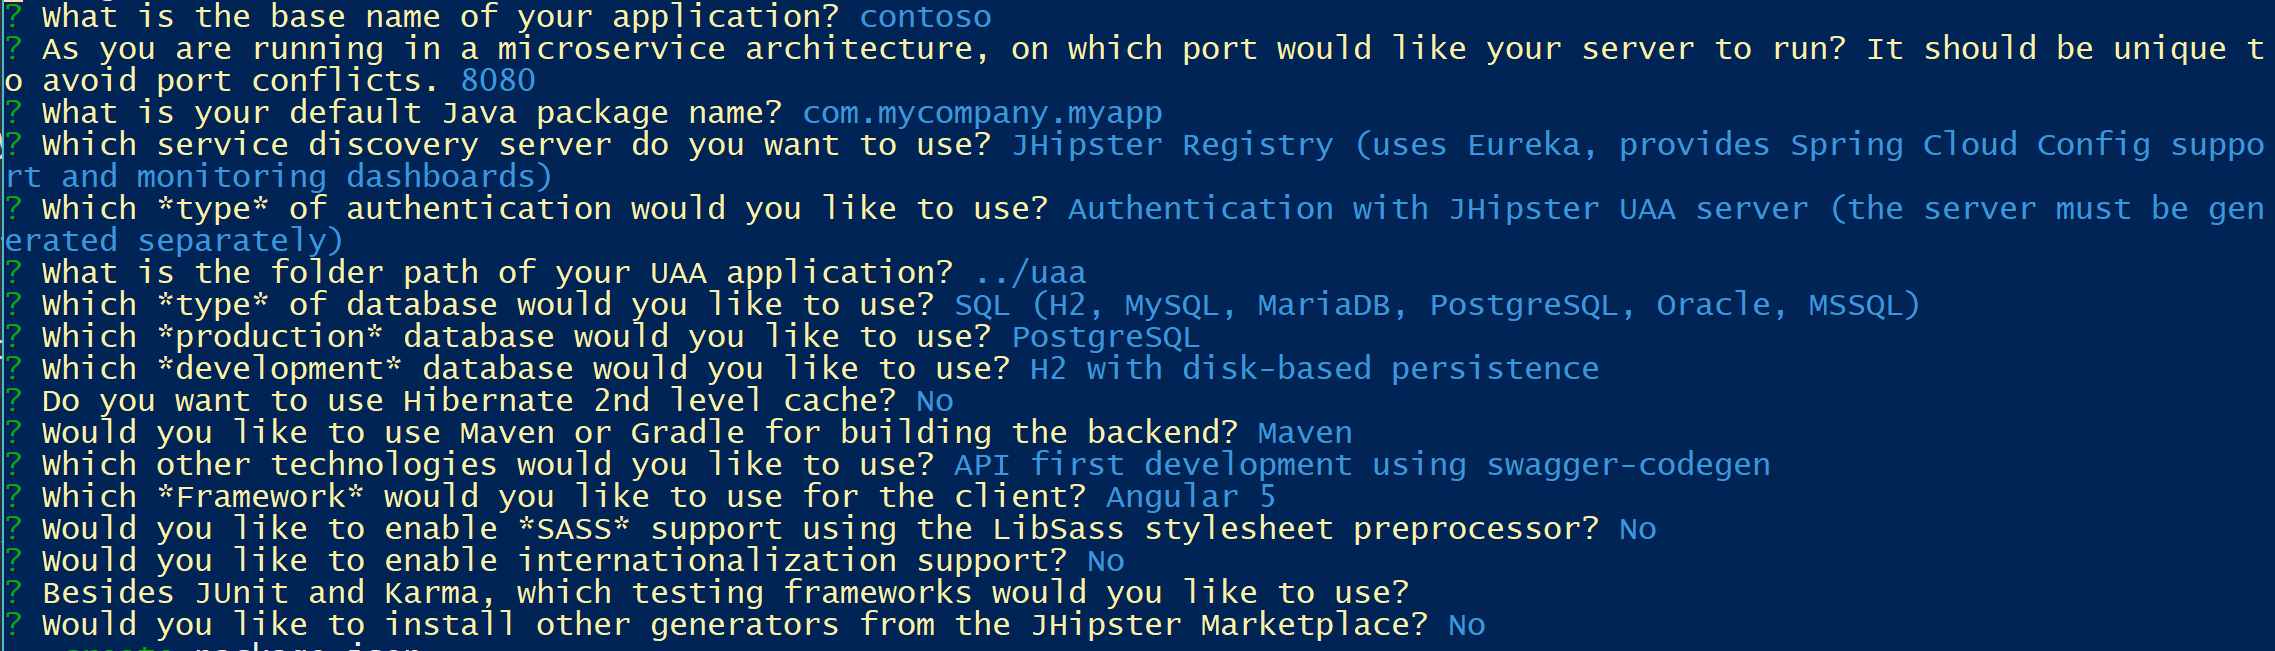 ? What is the base name of your application? contoso
? As you are running in a microservice architecture, on which port would like your server to run? It should be unique t
o avoid port conflicts. 8080
? What is your default Java package name? com.mycompany.myapp
? Which service discovery server do you want to use? JHipster Registry (uses Eureka, provides Spring Cloud Config suppo
rt and monitoring dashboards)
? Which *type* of authentication would you like to use? Authentication with JHipster UAA server (the server must be gen
erated separately)
? What is the folder path of your UAA application? ../uaa
? Which *type* of database would you like to use? SQL (H2, MySQL, MariaDB, PostgreSQL, Oracle, MSSQL)
? Which *production* database would you like to use? PostgreSQL
? Which *development* database would you like to use? H2 with disk-based persistence
? Do you want to use Hibernate 2nd level cache? No
? Would you like to use Maven or Gradle for building the backend? Maven
? Which other technologies would you like to use? API first development using swagger-codegen
? Which *Framework* would you like to use for the client? Angular 5
? Would you like to enable *SASS* support using the LibSass stylesheet preprocessor? No
? Would you like to enable internationalization support? No
? Besides JUnit and Karma, which testing frameworks would you like to use?
? Would you like to install other generators from the JHipster Marketplace? No
create package.json